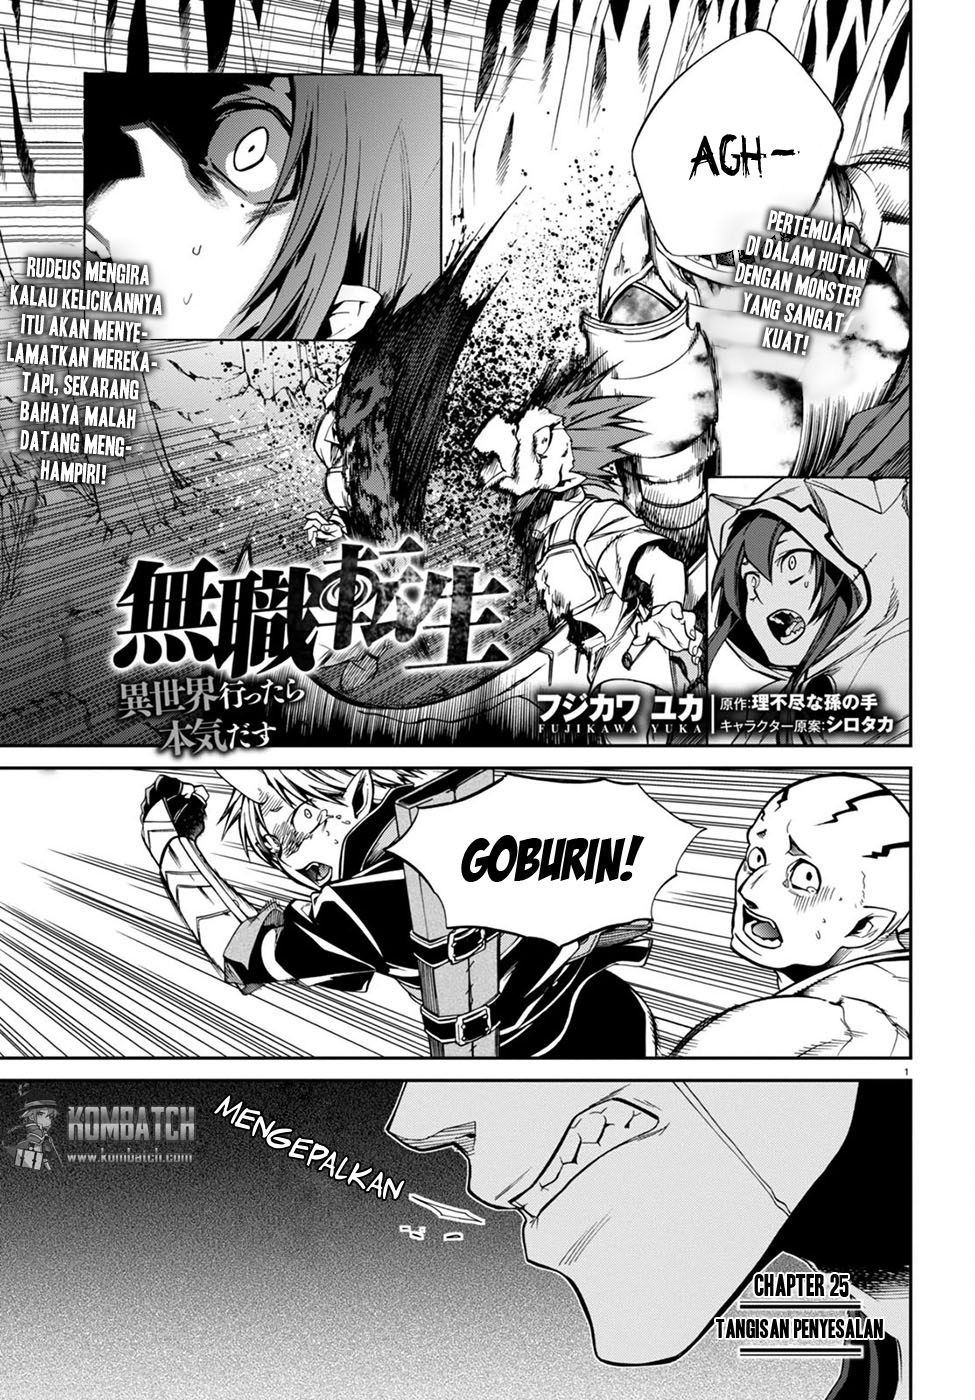 AGH-
PERTEMUAN
DI DALAM HUTAN
DENGAN MONSTER
YANG SANGAT
KUAT!
RUDEUS MENGIRA
KALAU KELICIKANNYA
ITU AKAN MENYE-
LAMATKAN MEREKA-
TAPI, SEKARANG
BAHAYA MALAH
DATANG MENG-
HAMPIRI!
無職転生
異世界行ったら
本気だす
フジカワ ユカ
FUJIKAWA YUKA
原作:理不尽な孫の手
キャラクター原案:シロタカ
GOBURIN!
1
KOMBATCH
www.kombatch.com
MENGEPALKAN
CHAPTER 25
TANGISAN PENYESALAN